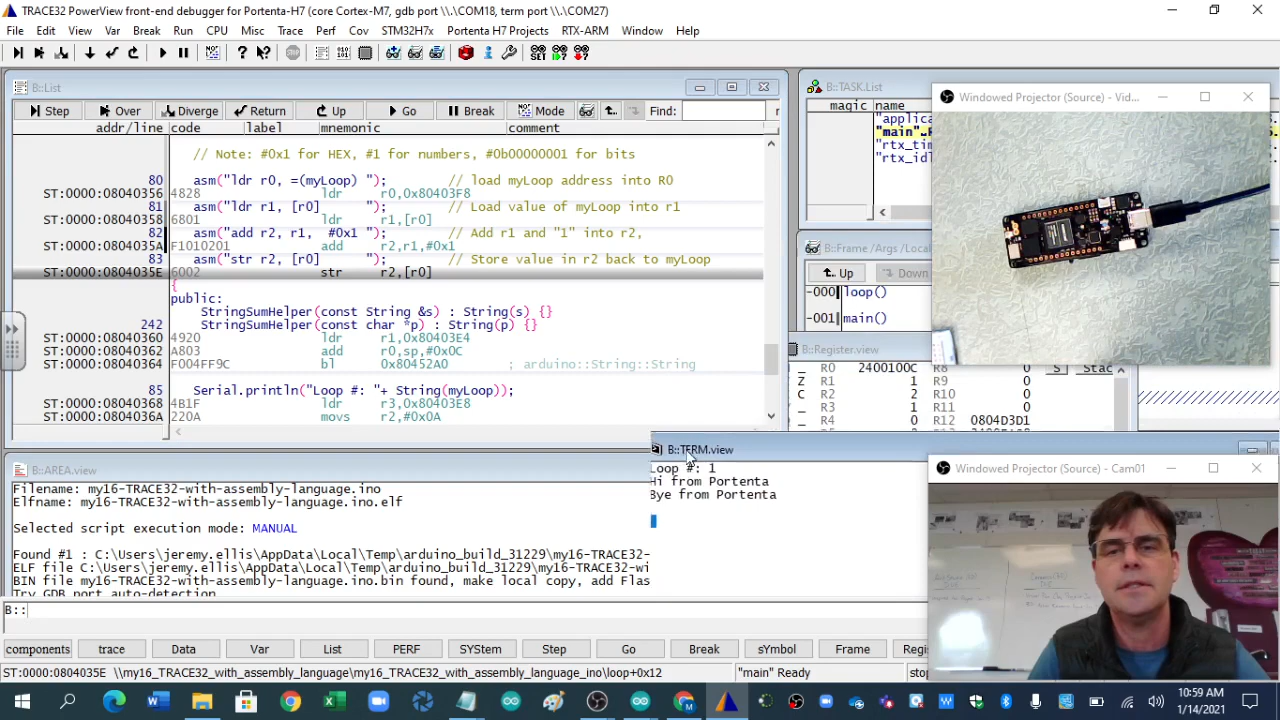 TRACE32 PowerView front-end debugger for Portenta-H7 (core Cortex-M7, gdb port \\.\COM18, term port \\.\COM27)
File Edit View Var Break Run CPU Misc Trace Perf Cov STM32H7x Portenta H7 Projects RTX-ARM Window Help
B::List
Step Over Diverge Return Up Go Break Mode Find:
addr/line code label mnemonic comment
// Note: #0x1 for HEX, #1 for numbers, #0b00000001 for bits
80 asm("ldr r0, =(myLoop) "); // load myLoop address into R0
ST:0000:08040356 4828 ldr r0,0x80403F8
81 asm("ldr r1, [r0] "); // Load value of myLoop into r1
ST:0000:08040358 6801 ldr r1,[r0]
82 asm("add r2, r1, #0x1 "); // Add r1 and "1" into r2,
ST:0000:0804035A F1010201 add r2,r1,#0x1
83 asm("str r2, [r0] "); // Store value in r2 back to myLoop
ST:0000:0804035E 6002 str r2,[r0]
{
public:
StringSumHelper(const String &s) : String(s) {}
242 StringSumHelper(const char *p) : String(p) {}
ST:0000:08040360 4920 ldr r1,0x80403E4
ST:0000:08040362 A803 add r0,sp,#0x0C
ST:0000:08040364 F004FF9C bl 0x80452A0 ; arduino::String::String
85 Serial.println("Loop #: "+ String(myLoop));
ST:0000:08040368 4B1F ldr r3,0x80403E8
ST:0000:0804036A 220A movs r2,#0x0A
B::TASK.List
magic name
"applica
"main"
"rtx_ti
"rtx_idl
B::Frame / Args / Local
Up Down
-000 loop()
-001 main()
B::Register.view
_ R0 2400100C R8 0 S Stac
Z R1 1 R9 0
C R2 2 R10 0
_ R3 1 R11 0
_ R4 0 R12 0804D3D1
Windowed Projector (Source) - Vid...
B::AREA.view
Filename: my16-TRACE32-with-assembly-language.ino
Elfname: my16-TRACE32-with-assembly-language.ino.elf
Selected script execution mode: MANUAL
Found #1 : C:\Users\jeremy.ellis\AppData\Local\Temp\arduino_build_31229\my16-TRACE32-
ELF file C:\Users\jeremy.ellis\AppData\Local\Temp\arduino_build_31229\my16-TRACE32-wi
BIN file my16-TRACE32-with-assembly-language.ino.bin found, make local copy, add Flas
Try GDB port auto-detection
B::TERM.view
Loop #: 1
Hi from Portenta
Bye from Portenta
Windowed Projector (Source) - Cam01
B::
components trace Data Var List PERF SYStem Step Go Break sYmbol Frame Regi
ST:0000:0804035E \\my16_TRACE32_with_assembly_language\my16_TRACE32_with_assembly_language_ino\loop+0x12 "main" Ready stop
10:59 AM
1/14/2021